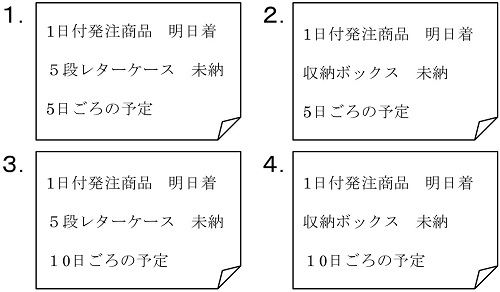 1.
1日付発注商品　明日着
５段レターケース　未納
5日ごろの予定
2.
1日付発注商品　明日着
収納ボックス　未納
5日ごろの予定
3.
1日付発注商品　明日着
５段レターケース　未納
１0日ごろの予定
4.
1日付発注商品　明日着
収納ボックス　未納
１0日ごろの予定